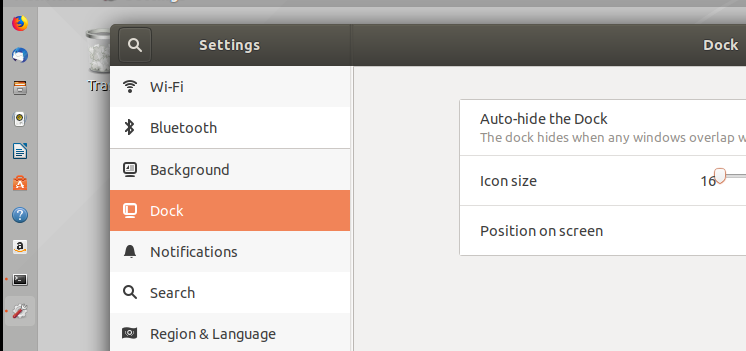 Settings
Dock
Wi-Fi
Bluetooth
Background
Dock
Notifications
Search
Region & Language
Auto-hide the Dock
The dock hides when any windows overlap w
Icon size
16
Position on screen